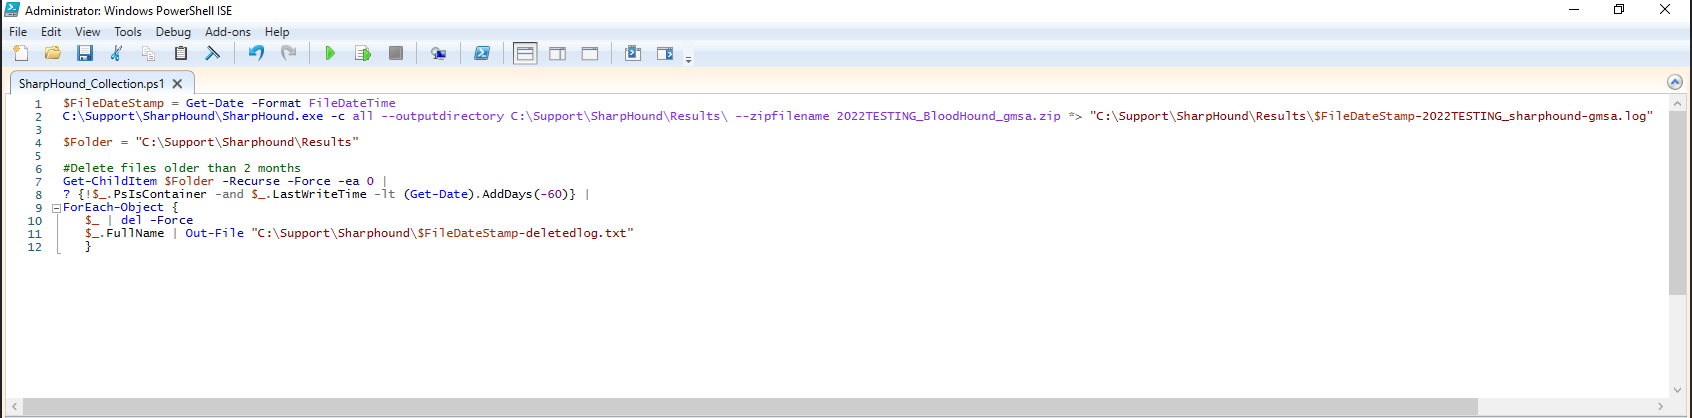 Administrator: Windows PowerShell ISE
File Edit View Tools Debug Add-ons Help
SharpHound_Collection.ps1
1 $FileDateStamp = Get-Date -Format FileDateTime
2 C:\Support\SharpHound\SharpHound.exe -c all --outputdirectory C:\Support\SharpHound\Results\ --zipfilename 2022TESTING_BloodHound_gmsa.zip *> "C:\Support\SharpHound\Results\$FileDateStamp-2022TESTING_sharphound-gmsa.log"
3
4 $Folder = "C:\Support\Sharphound\Results"
5
6 #Delete files older than 2 months
7 Get-ChildItem $Folder -Recurse -Force -ea 0 |
8 ? {!$_.PsIsContainer -and $_.LastWriteTime -lt (Get-Date).AddDays(-60)} |
9 ForEach-Object {
10 $_ | del -Force
11 $_.FullName | Out-File "C:\Support\Sharphound\$FileDateStamp-deletedlog.txt"
12 }